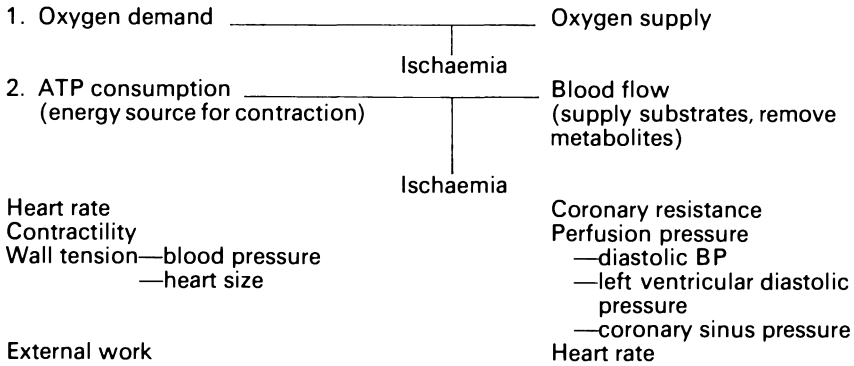 1. Oxygen demand
Oxygen supply
Ischaemia
2. ATP consumption
(energy source for contraction)
Blood flow
(supply substrates, remove
metabolites)
Ischaemia
Heart rate
Contractility
Wall tension—blood pressure
—heart size
External work
Coronary resistance
Perfusion pressure
—diastolic BP
—left ventricular diastolic
pressure
—coronary sinus pressure
Heart rate